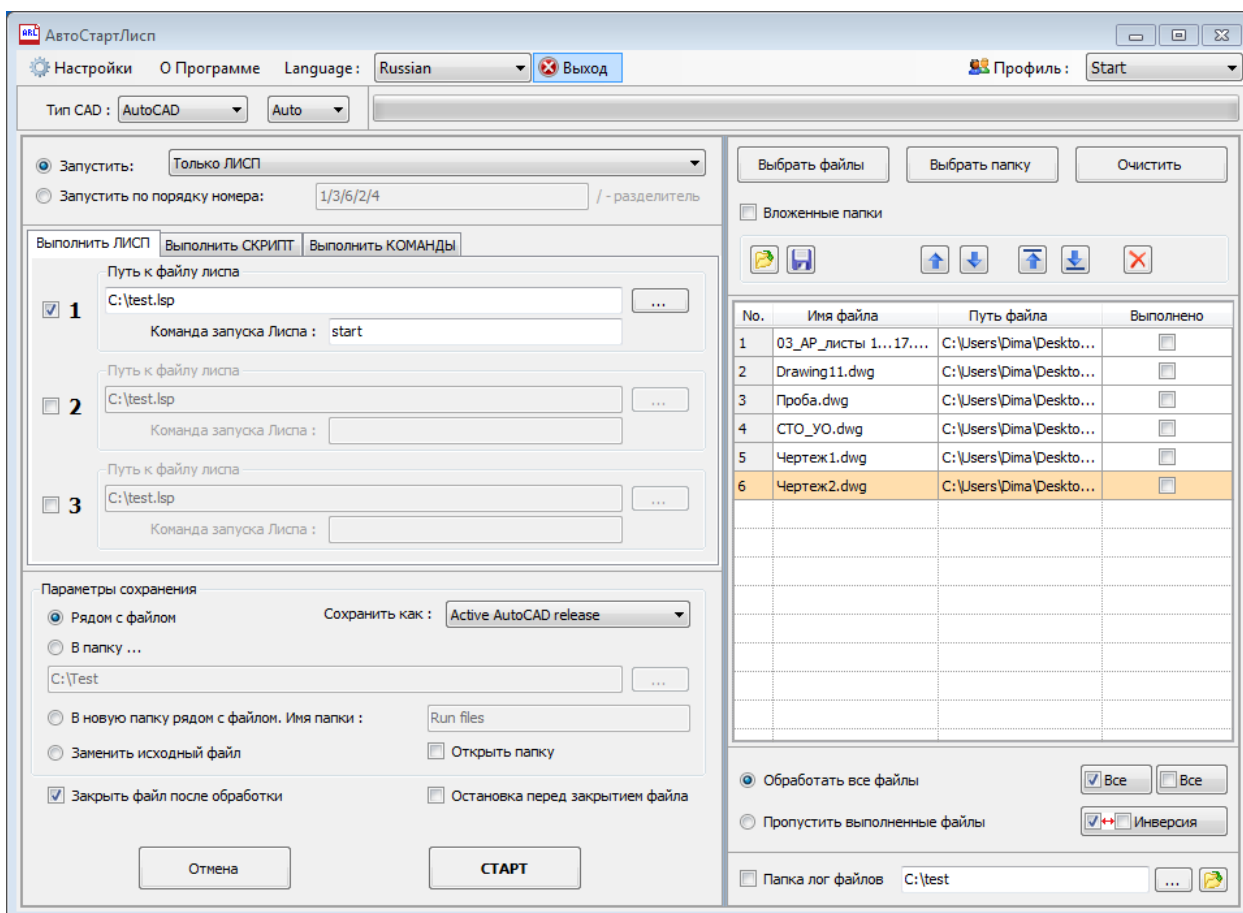 АвтоСтартЛисп
Настройки О Программе Language : Russian Выход Профиль : Start
Тип CAD : AutoCAD Auto
Запустить: Только ЛИСП
Запустить по порядку номера: 1/3/6/2/4 / - разделитель
Выполнить ЛИСП Выполнить СКРИПТ Выполнить КОМАНДЫ
Путь к файлу лиспа
1 C:\test.lsp ...
Команда запуска Лиспа : start
Путь к файлу лиспа
2 C:\test.lsp ...
Команда запуска Лиспа :
Путь к файлу лиспа
3 C:\test.lsp ...
Команда запуска Лиспа :
Параметры сохранения
Рядом с файлом Сохранить как : Active AutoCAD release
В папку ...
C:\Test ...
В новую папку рядом с файлом. Имя папки : Run files
Заменить исходный файл Открыть папку
Закрыть файл после обработки Остановка перед закрытием файла
Отмена СТАРТ
Выбрать файлы Выбрать папку Очистить
Вложенные папки
No. Имя файла Путь файла Выполнено
1 03_АР_листы 1...17.... C:\Users\Dima\Deskto...
2 Drawing11.dwg C:\Users\Dima\Deskto...
3 Проба.dwg C:\Users\Dima\Deskto...
4 СТО_УО.dwg C:\Users\Dima\Deskto...
5 Чертеж1.dwg C:\Users\Dima\Deskto...
6 Чертеж2.dwg C:\Users\Dima\Deskto...
Обработать все файлы Все Все
Пропустить выполненные файлы Инверсия
Папка лог файлов C:\test ...